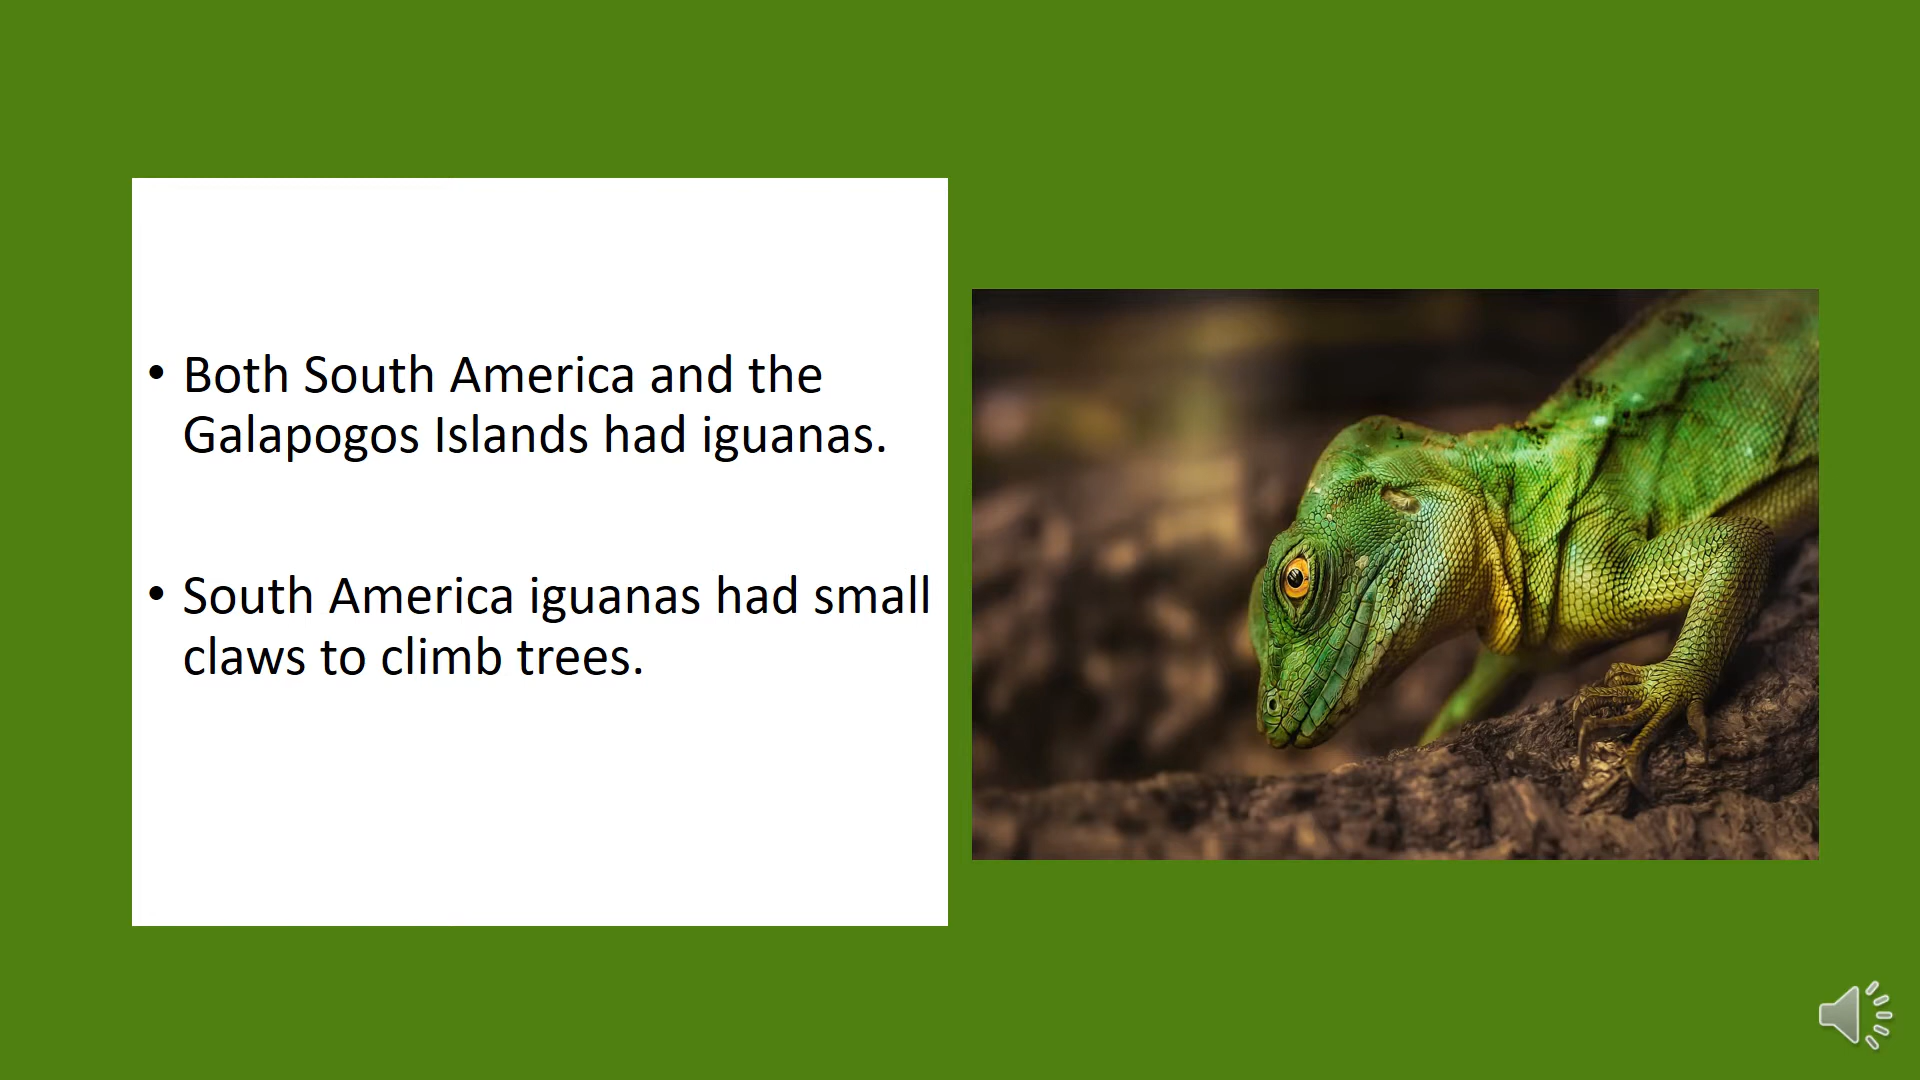 • Both South America and the
Galapogos Islands had iguanas.
• South America iguanas had small
claws to climb trees.